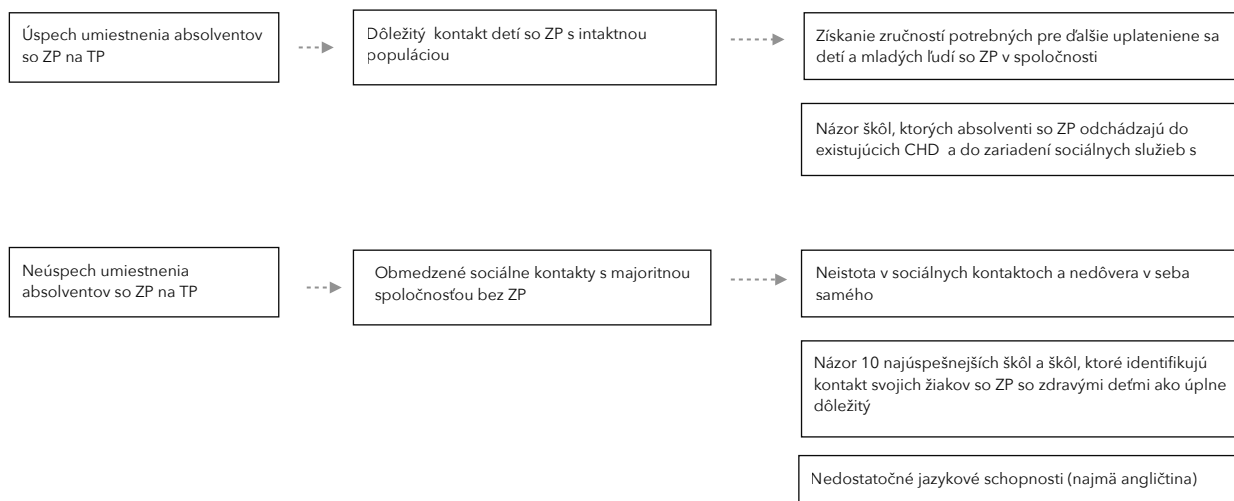 Úspech umiestnenia absolventov
so ZP na TP
Dôležitý kontakt detí so ZP s intaktnou
populáciou
Získanie zručností potrebných pre ďalšie uplateniene sa
detí a mladých ľudí so ZP v spoločnosti
Názor škôl, ktorých absolventi so ZP odchádzajú do
existujúcich CHD a do zariadení sociálnych služieb s
Neúspech umiestnenia
absolventov so ZP na TP
Obmedzené sociálne kontakty s majoritnou
spoločnosťou bez ZP
Neistota v sociálnych kontaktoch a nedôvera v seba
samého
Názor 10 najúspešnejších škôl a škôl, ktoré identifikujú
kontakt svojich žiakov so ZP so zdravými deťmi ako úplne
dôležitý
Nedostatočné jazykové schopnosti (najmä angličtina)